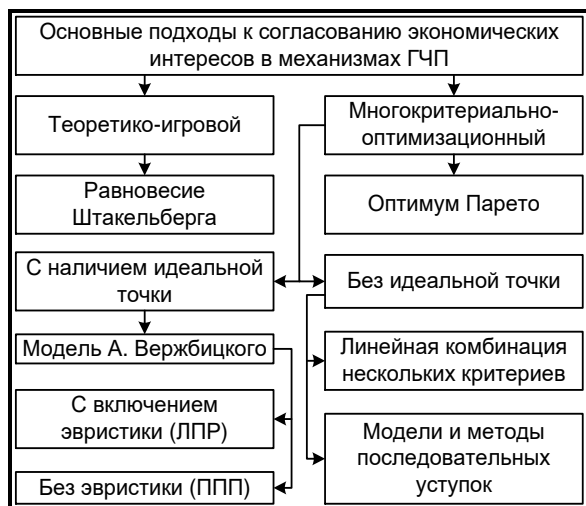 Основные подходы к согласованию экономических
интересов в механизмах ГЧП
Теоретико-игровой
Многокритериально-
оптимизационный
Равновесие
Штакельберга
Оптимум Парето
С наличием идеальной
точки
Без идеальной точки
Модель А. Вержбицкого
Линейная комбинация
нескольких критериев
С включением
эвристики (ЛПР)
Модели и методы
последовательных
уступок
Без эвристики (ППП)